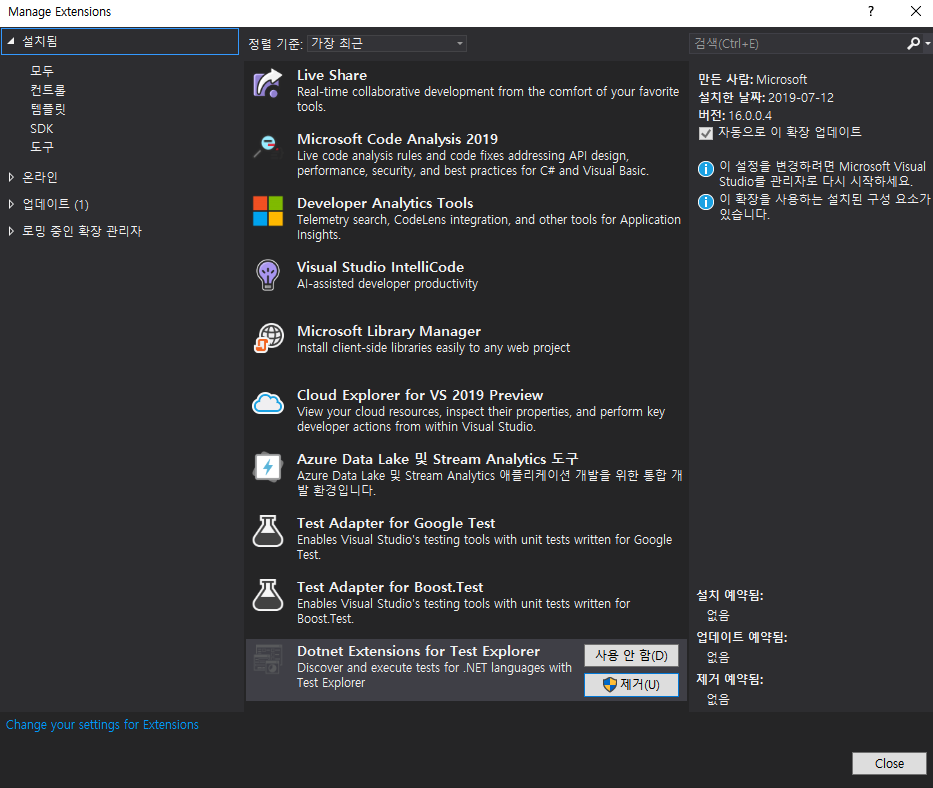 Manage Extensions
?
설치됨
모두
컨트롤
템플릿
SDK
도구
온라인
업데이트 (1)
로밍 중인 확장 관리자
Change your settings for Extensions
정렬 기준: 가장 최근
Live Share
Real-time collaborative development from the comfort of your favorite
tools.
Microsoft Code Analysis 2019
Live code analysis rules and code fixes addressing API design,
performance, security, and best practices for C# and Visual Basic.
Developer Analytics Tools
Telemetry search, CodeLens integration, and other tools for Application
Insights.
Visual Studio IntelliCode
AI-assisted developer productivity
Microsoft Library Manager
Install client-side libraries easily to any web project
Cloud Explorer for VS 2019 Preview
View your cloud resources, inspect their properties, and perform key
developer actions from within Visual Studio.
Azure Data Lake 및 Stream Analytics 도구
Azure Data Lake 및 Stream Analytics 애플리케이션 개발을 위한 통합 개
발 환경입니다.
Test Adapter for Google Test
Enables Visual Studio's testing tools with unit tests written for Google
Test.
Test Adapter for Boost.Test
Enables Visual Studio's testing tools with unit tests written for
Boost.Test.
Dotnet Extensions for Test Explorer
Discover and execute tests for .NET languages with
Test Explorer
사용 안 함(D)
제거(U)
검색(Ctrl+E)
만든 사람: Microsoft
설치한 날짜: 2019-07-12
버전: 16.0.0.4
자동으로 이 확장 업데이트
이 설정을 변경하려면 Microsoft Visual
Studio를 관리자로 다시 시작하세요.
이 확장을 사용하는 설치된 구성 요소가
있습니다.
설치 예약됨:
없음
업데이트 예약됨:
없음
제거 예약됨:
없음
Close